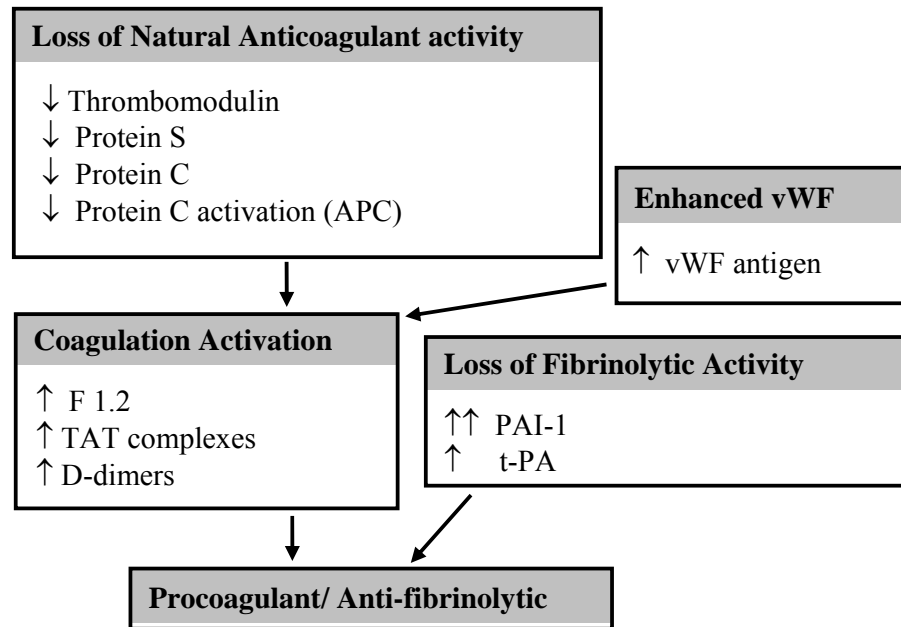 Loss of Natural Anticoagulant activity
↓ Thrombomodulin
↓ Protein S
↓ Protein C
↓ Protein C activation (APC)
Enhanced vWF
↑ vWF antigen
Coagulation Activation
↑ F 1.2
↑ TAT complexes
↑ D-dimers
Loss of Fibrinolytic Activity
↑↑ PAI-1
↑ t-PA
Procoagulant/ Anti-fibrinolytic